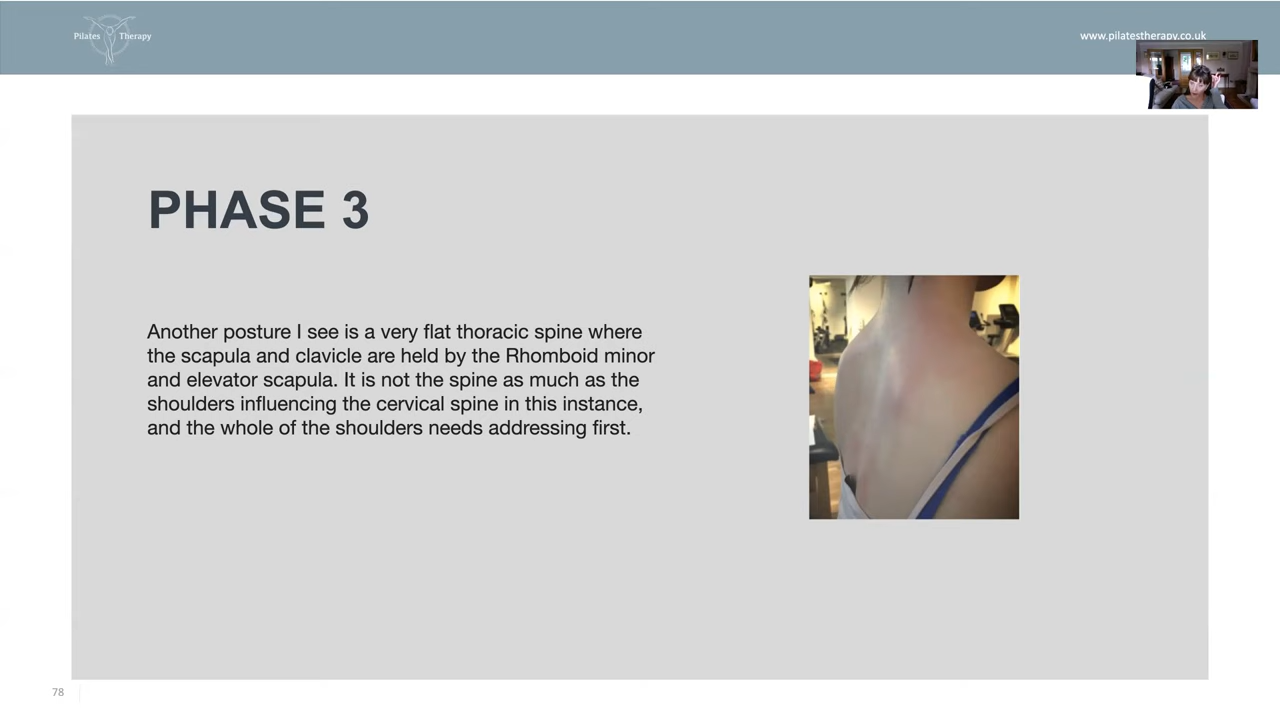 Pilates Therapy
www.pilatestherapy.co.uk
PHASE 3
Another posture I see is a very flat thoracic spine where
the scapula and clavicle are held by the Rhomboid minor
and elevator scapula. It is not the spine as much as the
shoulders influencing the cervical spine in this instance,
and the whole of the shoulders needs addressing first.
78